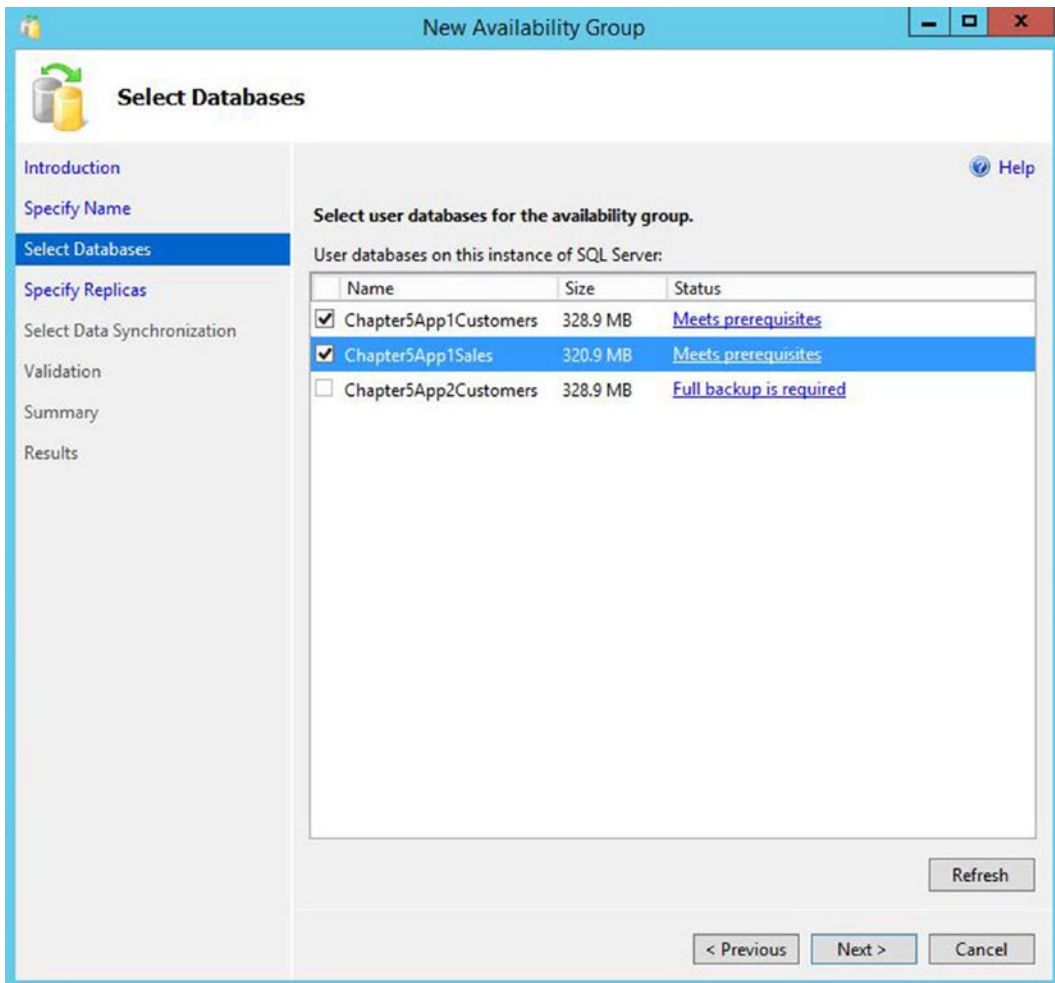 New Availability Group
Select Databases
Introduction
Specify Name
Select Databases
Specify Replicas
Select Data Synchronization
Validation
Summary
Results
Help
Select user databases for the availability group.
User databases on this instance of SQL Server:
Name Size Status
Chapter5App1Customers 328.9 MB Meets prerequisites
Chapter5App1Sales 320.9 MB Meets prerequisites
Chapter5App2Customers 328.9 MB Full backup is required
Refresh
< Previous Next > Cancel